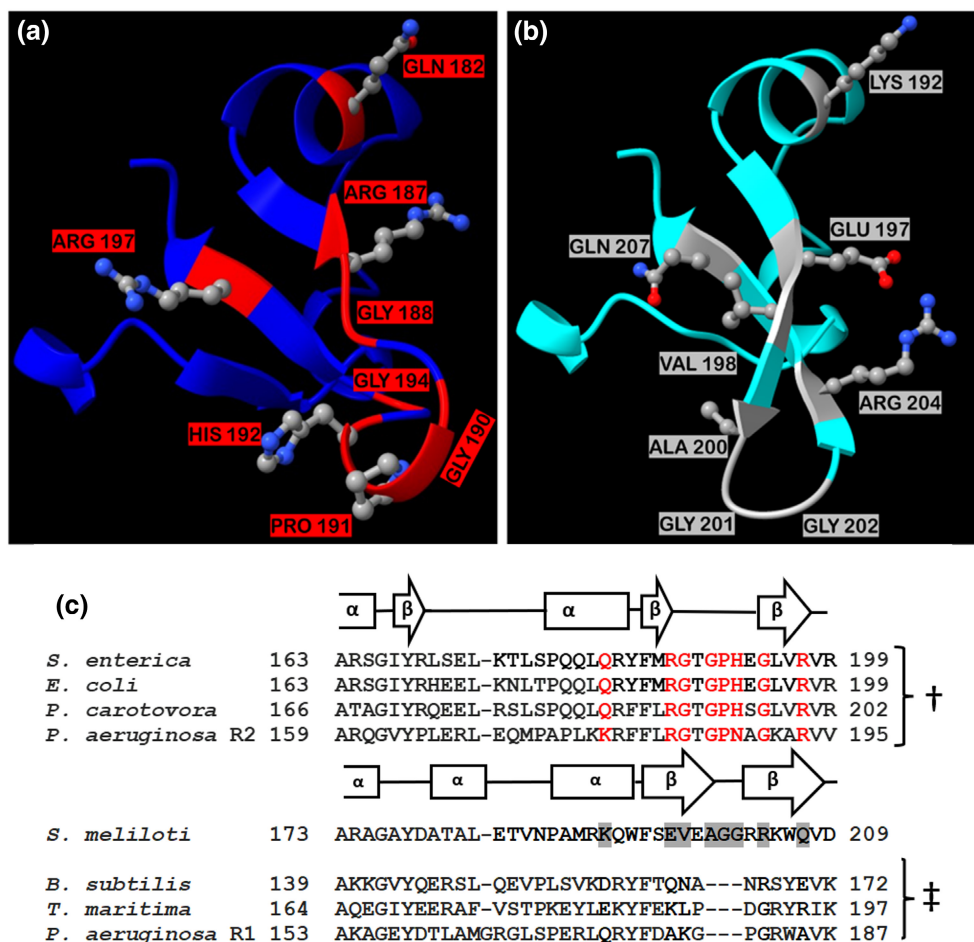 (a)
GLN 182
ARG 187
ARG 197
GLY 188
GLY 194
HIS 192
GLY 190
PRO 191
(b)
LYS 192
GLN 207
GLU 197
VAL 198
ARG 204
ALA 200
GLY 201
GLY 202
(c)
α β α β β
S. enterica 163 ARSGIYRLSEL-KTLSPQQLQRYFMRGTGPHEGLVRVR 199
E. coli 163 ARSGIYRHEEL-KNLTPQQLQRYFMRGTGPHEGLVRVR 199
P. carotovora 166 ATAGIYRQEEL-RSLSPQQLQRFFLRGTGPHSGLVRVR 202
P. aeruginosa R2 159 ARQGVYPLERL-EQMPAPLKKRFFLRGTGPNAGKARVV 195
†
α α α β β
S. meliloti 173 ARAGAYDATAL-ETVNPAMRKQWFSEVEAGGRRKWQVD 209
B. subtilis 139 AKKGVYQERSL-QEVPLSVKDRYFTQNA---NRSYEVK 172
T. maritima 164 AQEGIYEERAF-VSTPKEYLEKYFEKLP---DGRYRIK 197
P. aeruginosa R1 153 AKAGEYDTLAMGRGLSPERLQRYFDAKG---PGRWAVK 187
‡